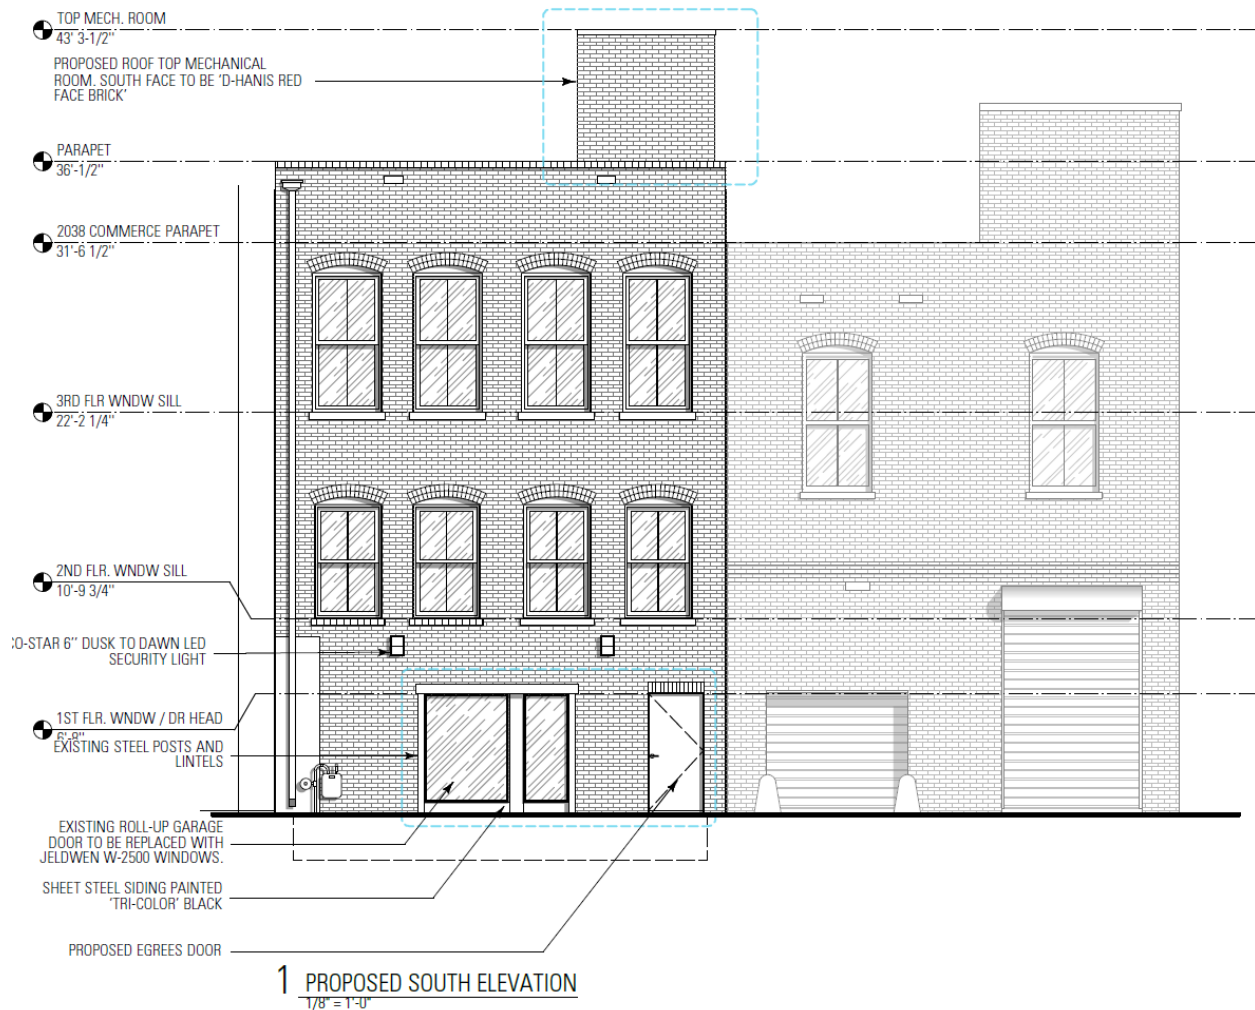 TOP MECH. ROOM
43' 3-1/2"
PROPOSED ROOF TOP MECHANICAL
ROOM. SOUTH FACE TO BE 'D-HANIS RED
FACE BRICK'
PARAPET
36'-1/2"
2038 COMMERCE PARAPET
31'-6 1/2"
3RD FLR WNDW SILL
22'-2 1/4"
2ND FLR. WNDW SILL
10'-9 3/4"
O-STAR 6" DUSK TO DAWN LED
SECURITY LIGHT
1ST FLR. WNDW / DR HEAD
6'-8"
EXISTING STEEL POSTS AND
LINTELS
EXISTING ROLL-UP GARAGE
DOOR TO BE REPLACED WITH
JELDWEN W-2500 WINDOWS.
SHEET STEEL SIDING PAINTED
'TRI-COLOR' BLACK
PROPOSED EGREES DOOR
1 PROPOSED SOUTH ELEVATION
1/8" = 1'-0"